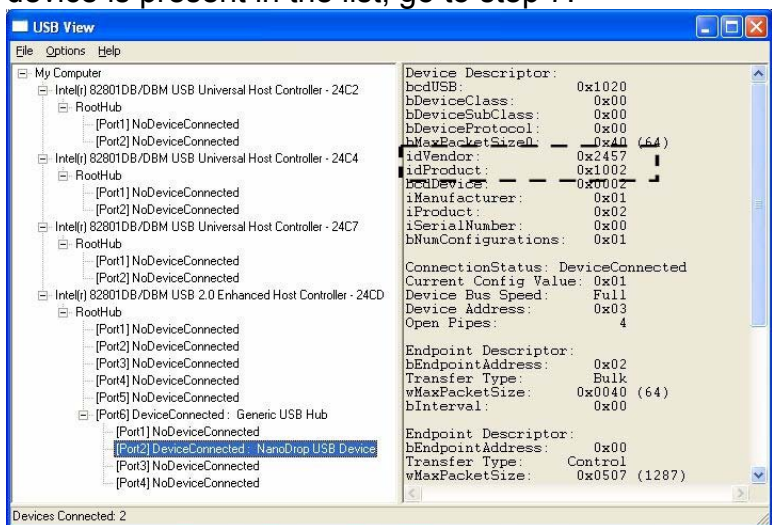 device is present in the list, go to step 7.
USB View
File Options Help
My Computer
Intel(r) 82801DB/DBM USB Universal Host Controller - 24C2
RootHub
[Port1] NoDeviceConnected
[Port2] NoDeviceConnected
Intel(r) 82801DB/DBM USB Universal Host Controller - 24C4
RootHub
[Port1] NoDeviceConnected
[Port2] NoDeviceConnected
Intel(r) 82801DB/DBM USB Universal Host Controller - 24C7
RootHub
[Port1] NoDeviceConnected
[Port2] NoDeviceConnected
Intel(r) 82801DB/DBM USB 2.0 Enhanced Host Controller - 24CD
RootHub
[Port1] NoDeviceConnected
[Port2] NoDeviceConnected
[Port3] NoDeviceConnected
[Port4] NoDeviceConnected
[Port5] NoDeviceConnected
[Port6] DeviceConnected : Generic USB Hub
[Port1] NoDeviceConnected
[Port2] DeviceConnected : NanoDrop USB Device
[Port3] NoDeviceConnected
[Port4] NoDeviceConnected
Device Descriptor:
bcdUSB: 0x1020
bDeviceClass: 0x00
bDeviceSubClass: 0x00
bDeviceProtocol: 0x00
bMaxPacketSize0: 0x40 (64)
idVendor: 0x2457
idProduct: 0x1002
bcdDevice: 0x0002
iManufacturer: 0x01
iProduct: 0x02
iSerialNumber: 0x00
bNumConfigurations: 0x01
ConnectionStatus: DeviceConnected
Current Config Value: 0x01
Device Bus Speed: Full
Device Address: 0x03
Open Pipes: 4
Endpoint Descriptor:
bEndpointAddress: 0x02
Transfer Type: Bulk
wMaxPacketSize: 0x0040 (64)
bInterval: 0x00
Endpoint Descriptor:
bEndpointAddress: 0x00
Transfer Type: Control
wMaxPacketSize: 0x0507 (1287)
Devices Connected: 2